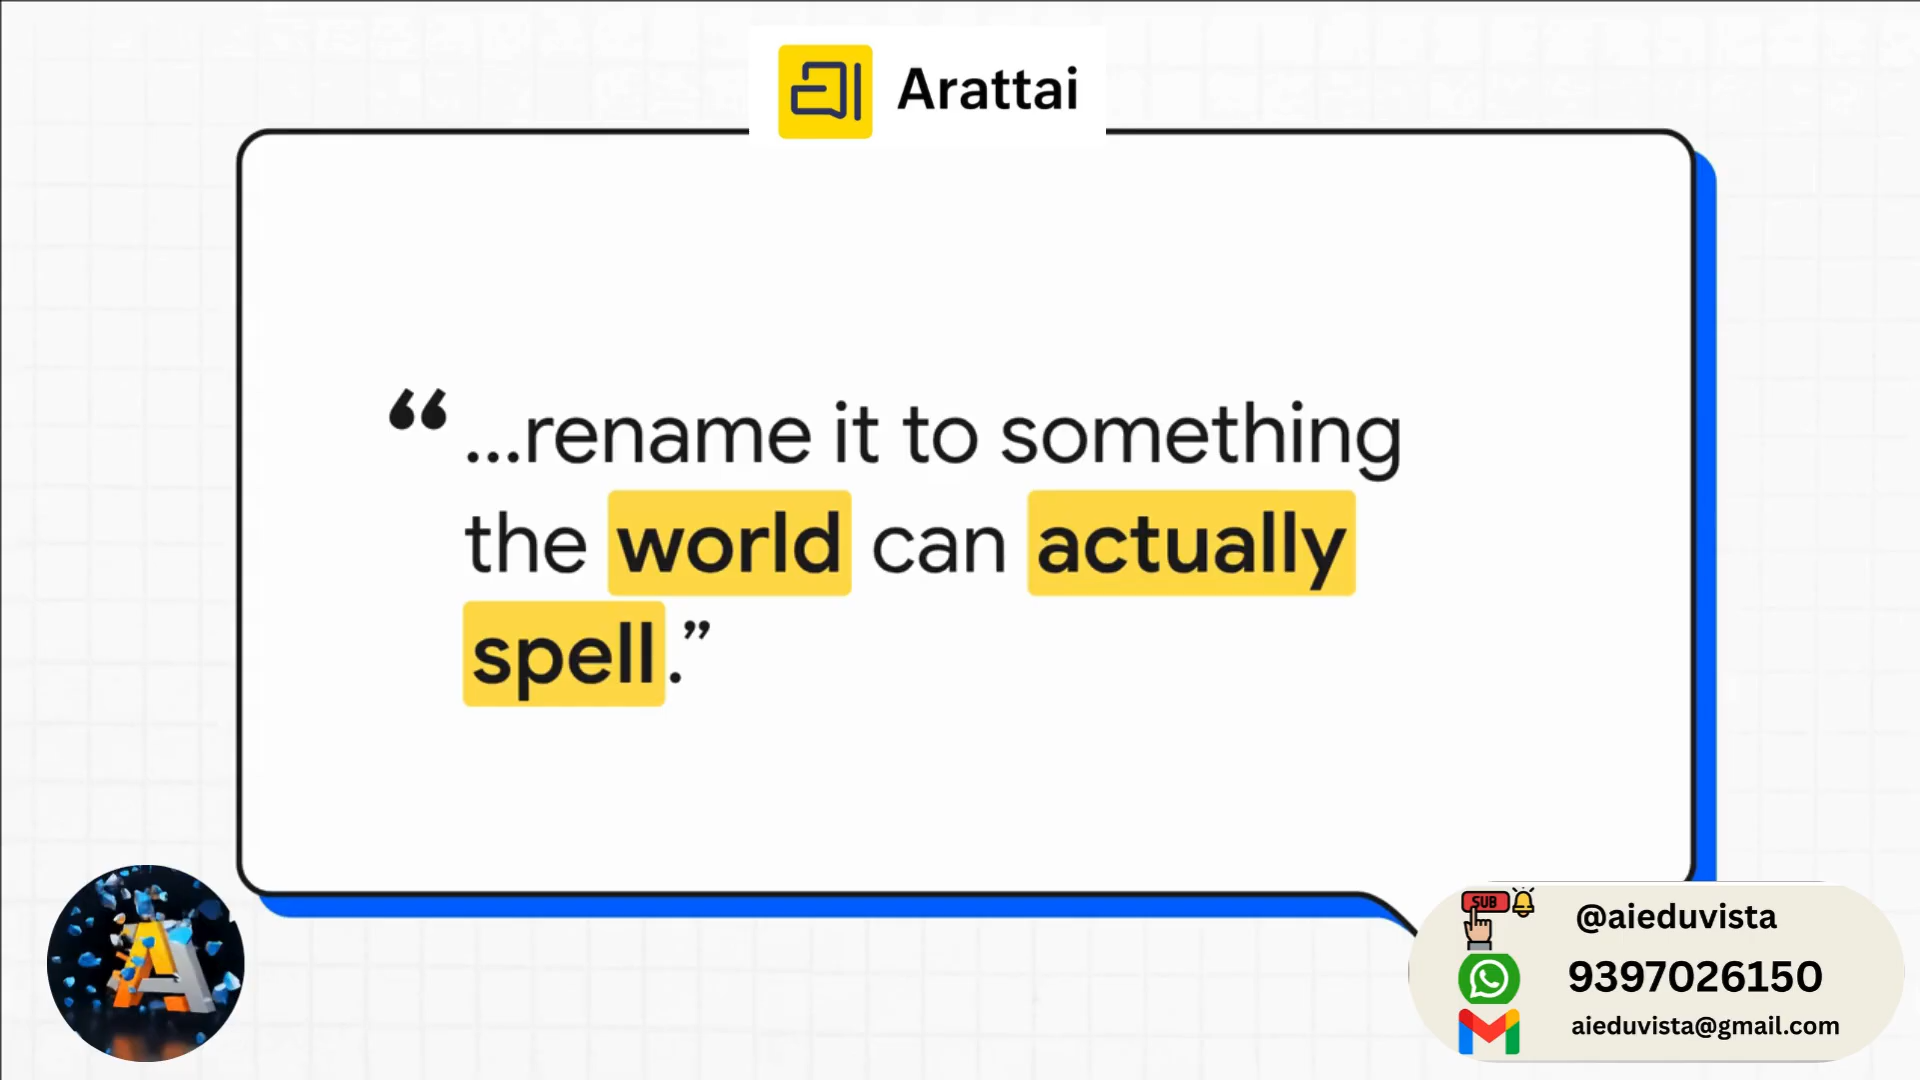 Arattai
“...rename it to something
the world can actually
spell.”
SUB
@aieduvista
9397026150
aieduvista@gmail.com